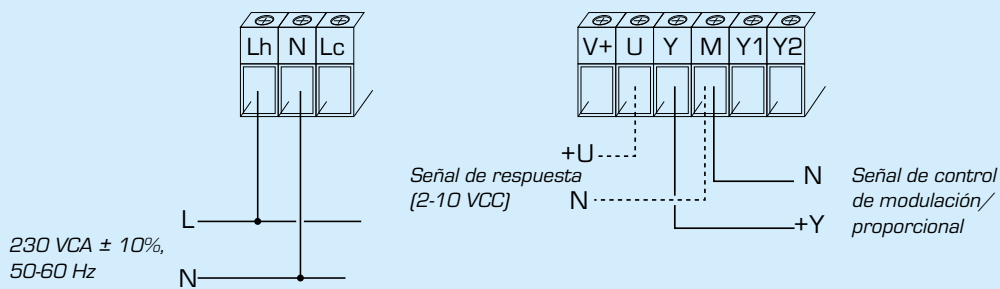 Lh N Lc
V+ U Y M Y1 Y2
+U
Señal de respuesta
(2-10 VCC)
N
N
+Y
Señal de control
de modulación/
proporcional
L
230 VCA ± 10%,
50-60 Hz
N